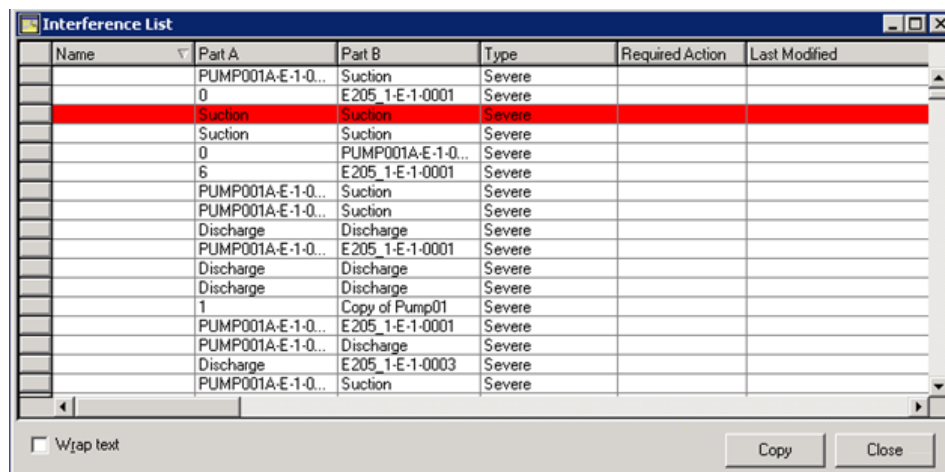 Interference List
Name Part A Part B Type Required Action Last Modified
PUMP001A-E-1-0... Suction Severe
0 E205_1-E-1-0001 Severe
Suction Suction Severe
Suction Suction Severe
0 PUMP001A-E-1-0... Severe
6 E205_1-E-1-0001 Severe
PUMP001A-E-1-0... Suction Severe
PUMP001A-E-1-0... Suction Severe
Discharge Discharge Severe
PUMP001A-E-1-0... E205_1-E-1-0001 Severe
Discharge Discharge Severe
Discharge Discharge Severe
1 Copy of Pump01 Severe
PUMP001A-E-1-0... E205_1-E-1-0001 Severe
PUMP001A-E-1-0... Discharge Severe
Discharge E205_1-E-1-0003 Severe
PUMP001A-E-1-0... Suction Severe
Wrap text Copy Close